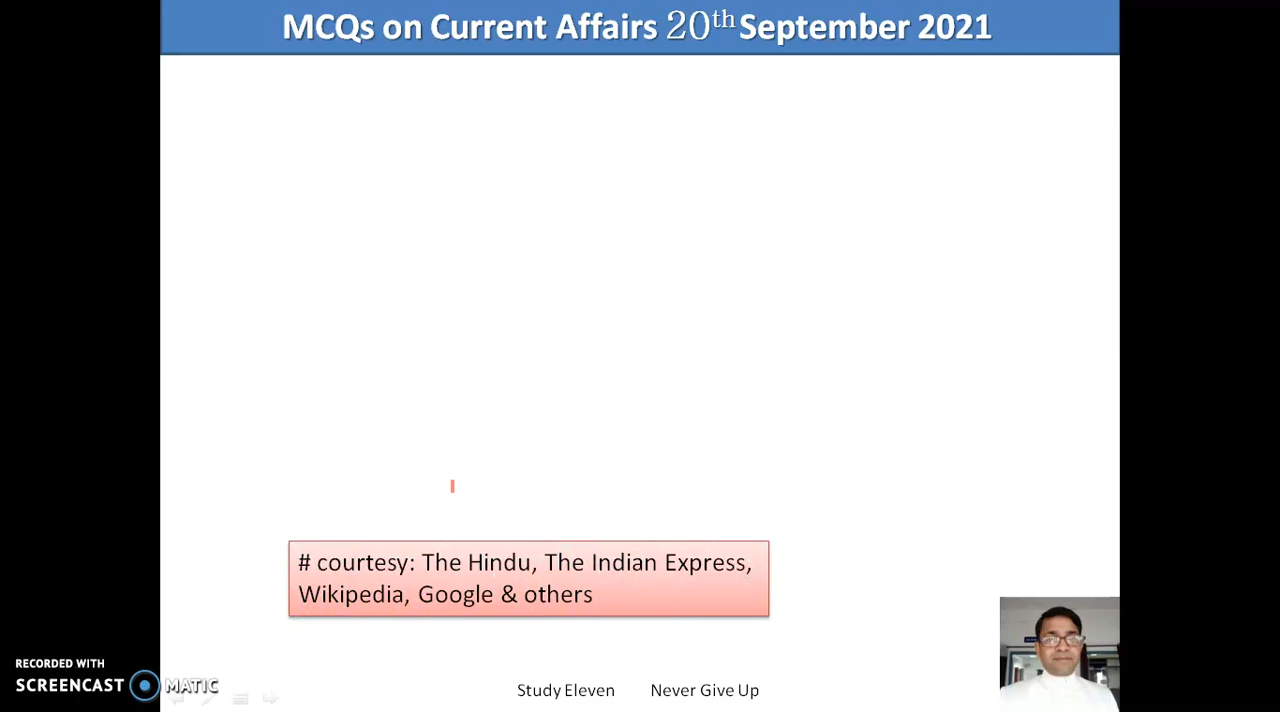 MCQs on Current Affairs 20th September 2021
# courtesy: The Hindu, The Indian Express,
Wikipedia, Google & others
RECORDED WITH
SCREENCAST MATIC
Study Eleven Never Give Up